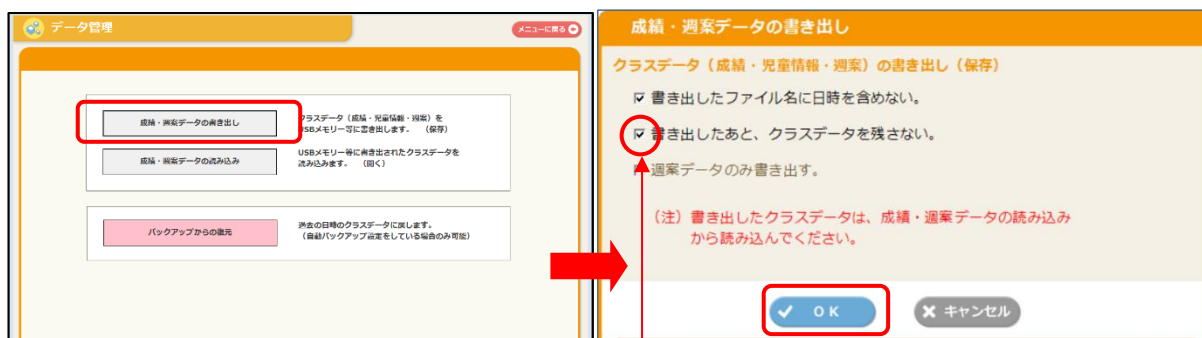 データ管理
メニューに戻る
成績・週案データの書き出し
クラスデータ（成績・児童情報・週案）を
USBメモリー等に書き出します。　（保存）
成績・週案データの読み込み
USBメモリー等に書き出されたクラスデータを
読み込みます。　（開く）
バックアップからの復元
過去の日時のクラスデータに戻します。
（自動バックアップ設定をしている場合のみ可能）
成績・週案データの書き出し
クラスデータ（成績・児童情報・週案）の書き出し（保存）
書き出したファイル名に日時を含めない。
書き出したあと、クラスデータを残さない。
週案データのみ書き出す。
（注）書き出したクラスデータは、成績・週案データの読み込み
から読み込んでください。
ＯＫ
キャンセル